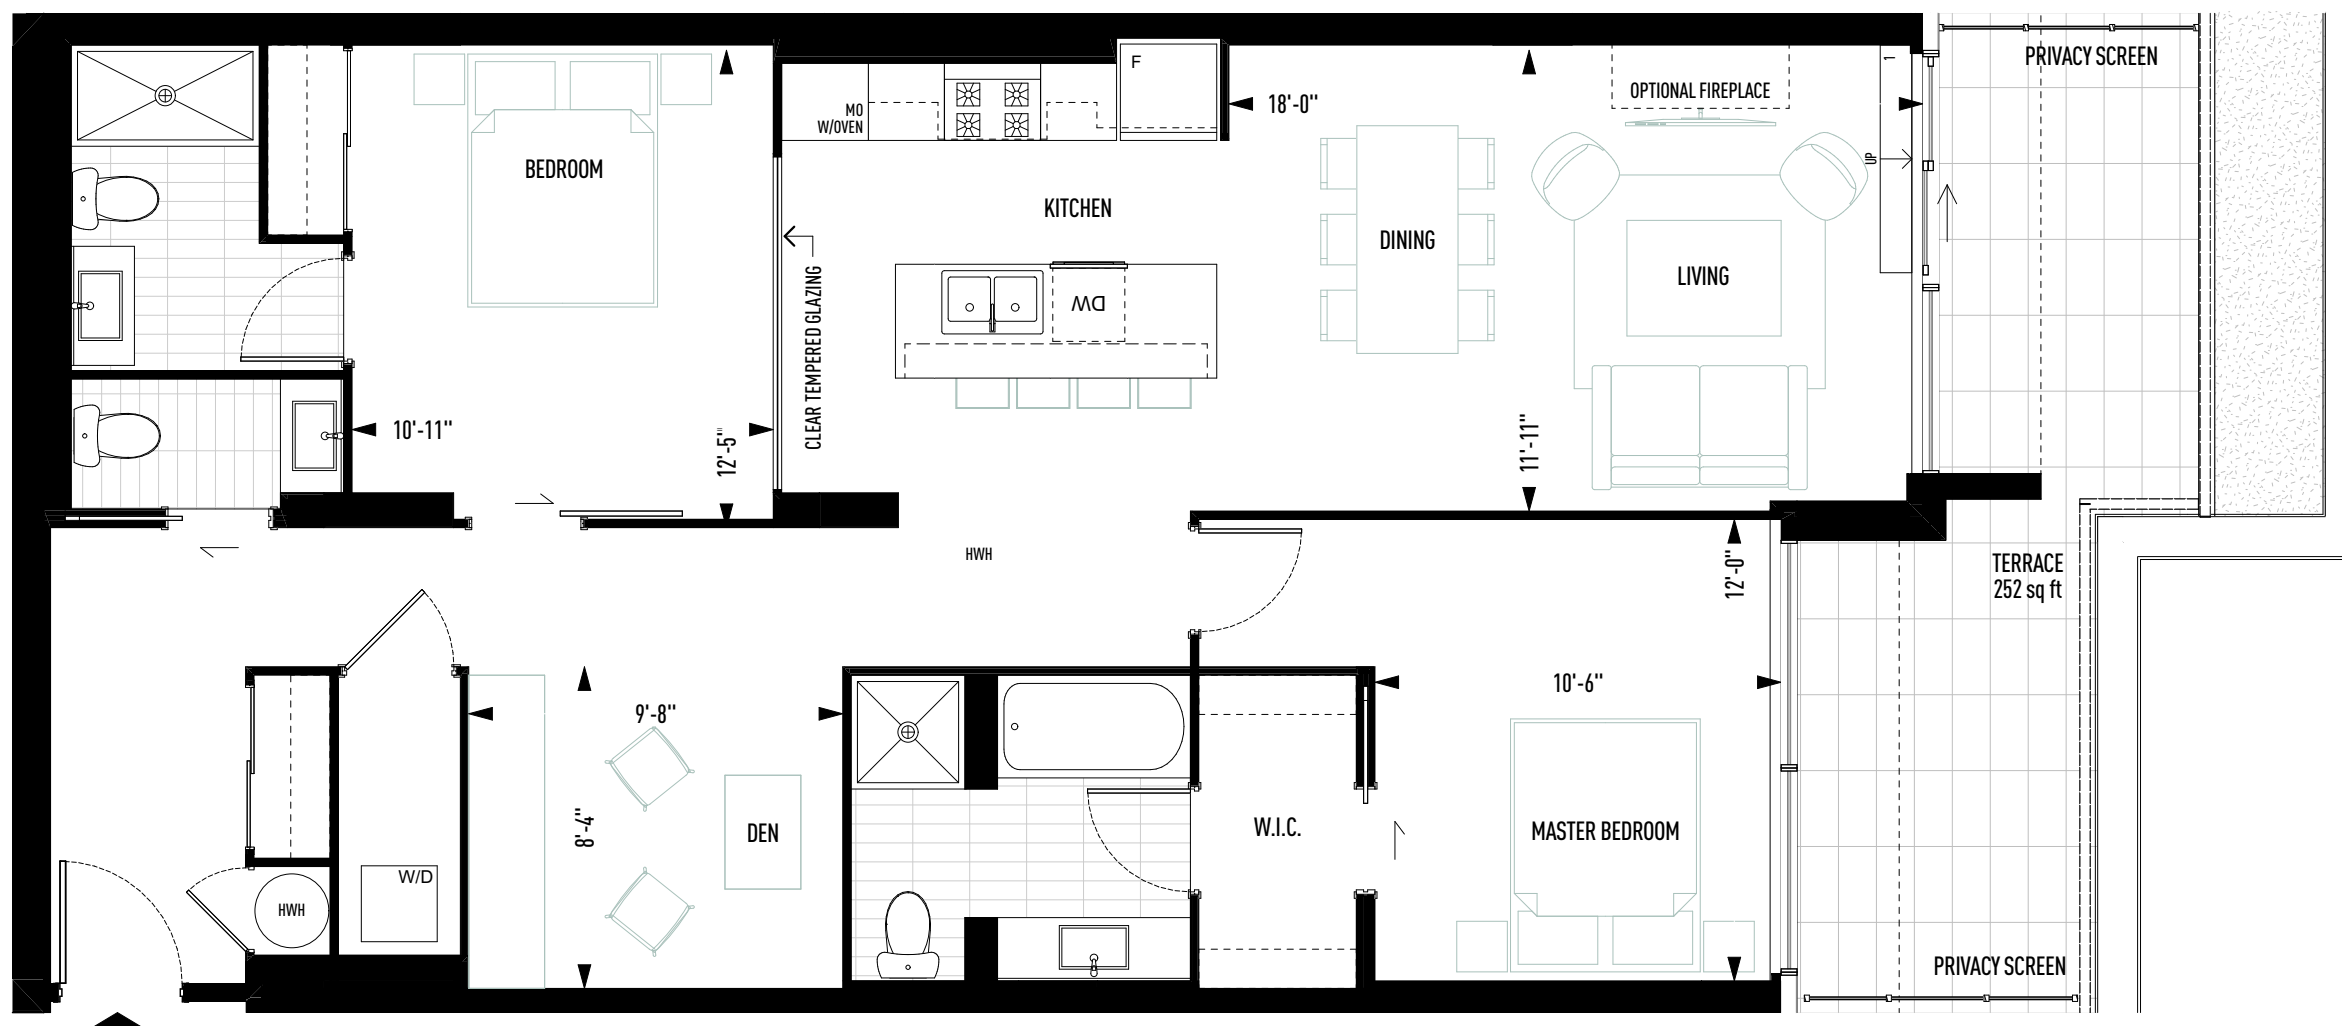 PRIVACY SCREEN
F
1
OPTIONAL FIREPLACE
18'-0"
MO
W/OVEN
BEDROOM
UP
KITCHEN
DINING
LIVING
CLEAR TEMPERED GLAZING
DW
10'-11"
12'-5"
11'-11"
HWH
12'-0"
TERRACE
252 sq ft
10'-6"
9'-8"
8'-4"
DEN
W.I.C.
MASTER BEDROOM
W/D
HWH
PRIVACY SCREEN